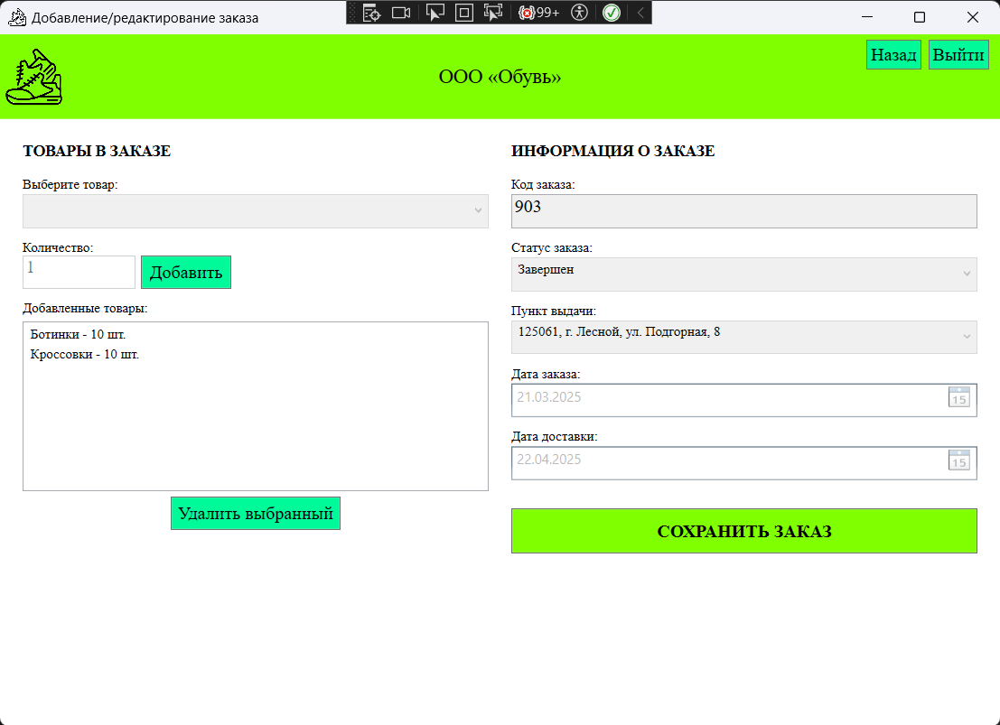 Добавление/редактирование заказа
99+
Назад Выйти
ООО «Обувь»
ТОВАРЫ В ЗАКАЗЕ
Выберите товар:
Количество:
1
Добавить
Добавленные товары:
Ботинки - 10 шт.
Кроссовки - 10 шт.
Удалить выбранный
ИНФОРМАЦИЯ О ЗАКАЗЕ
Код заказа:
903
Статус заказа:
Завершен
Пункт выдачи:
125061, г. Лесной, ул. Подгорная, 8
Дата заказа:
21.03.2025
15
Дата доставки:
22.04.2025
15
СОХРАНИТЬ ЗАКАЗ